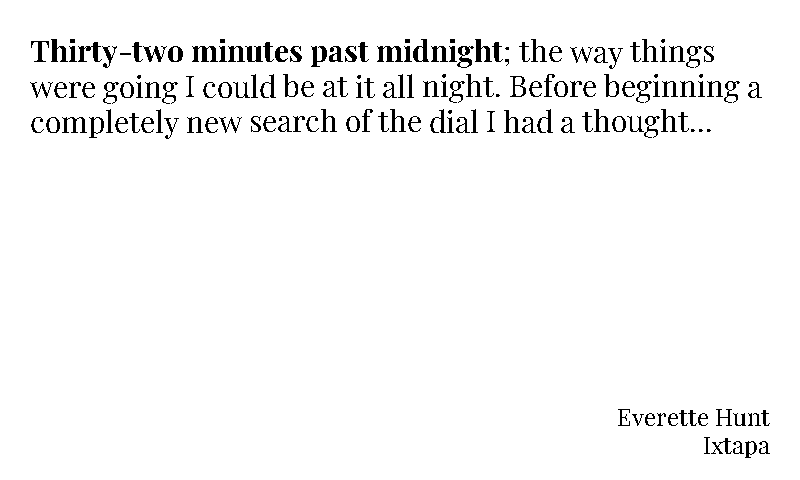 Thirty-two minutes past midnight; the way things
were going I could be at it all night. Before beginning a
completely new search of the dial I had a thought...
Everette Hunt
Ixtapa